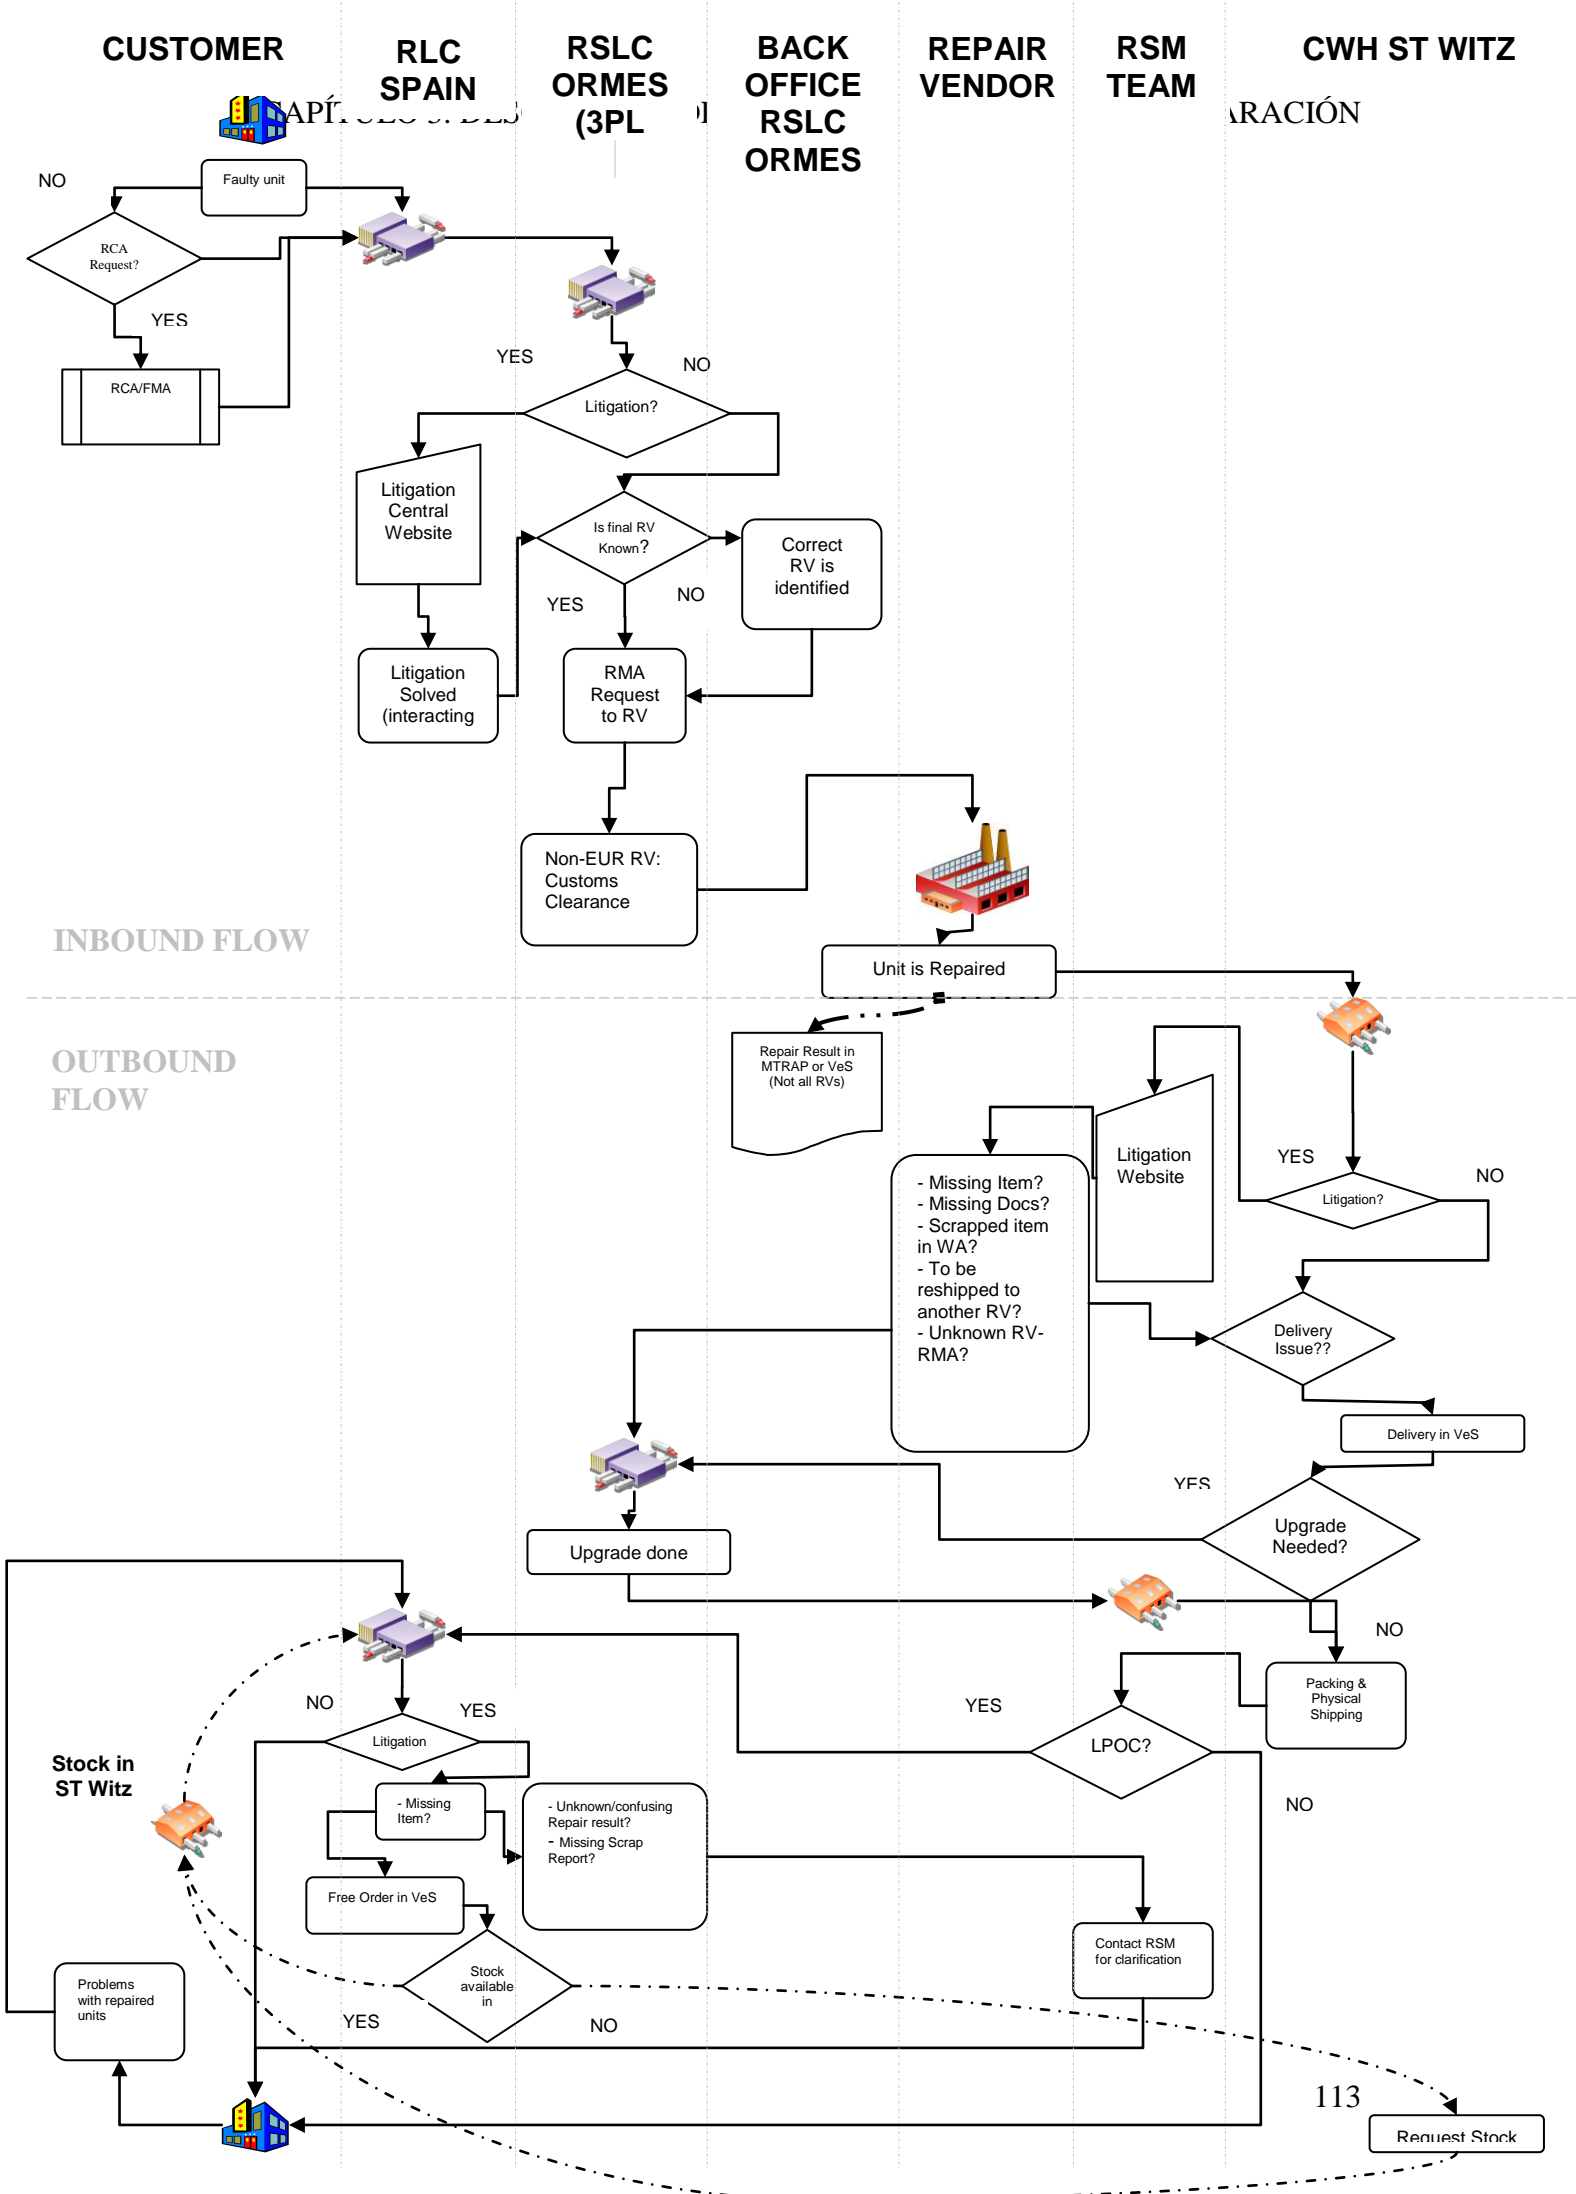 CUSTOMER
RLC
SPAIN
RSLC
ORMES
(3PL
BACK
OFFICE
RSLC
ORMES
REPAIR
VENDOR
RSM
TEAM
CWH ST WITZ
NO
Faulty unit
RCA
Request?
YES
RCA/FMA
YES
NO
Litigation?
Litigation
Central
Website
Is final RV
Known?
Correct
RV is
identified
YES
NO
Litigation
Solved
(interacting
RMA
Request
to RV
Non-EUR RV:
Customs
Clearance
INBOUND FLOW
Unit is Repaired
OUTBOUND
FLOW
Repair Result in
MTRAP or VeS
(Not all RVs)
Litigation
Website
YES
NO
Litigation?
- Missing Item?
- Missing Docs?
- Scrapped item
in WA?
- To be
reshipped to
another RV?
- Unknown RV-
RMA?
Delivery
Issue??
Delivery in VeS
YES
Upgrade
Needed?
Upgrade done
NO
Packing &
Physical
Shipping
NO
YES
YES
Litigation
LPOC?
Stock in
ST Witz
NO
- Missing
Item?
- Unknown/confusing
Repair result?
- Missing Scrap
Report?
Free Order in VeS
Contact RSM
for clarification
Stock
available
in
Problems
with repaired
units
YES
NO
113
Request Stock